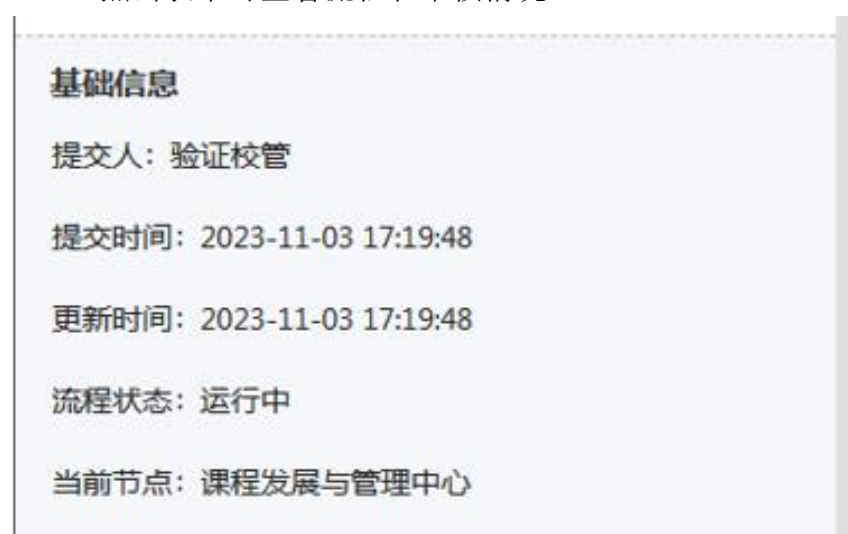 基础信息
提交人：验证校管
提交时间：2023-11-03 17:19:48
更新时间：2023-11-03 17:19:48
流程状态：运行中
当前节点：课程发展与管理中心